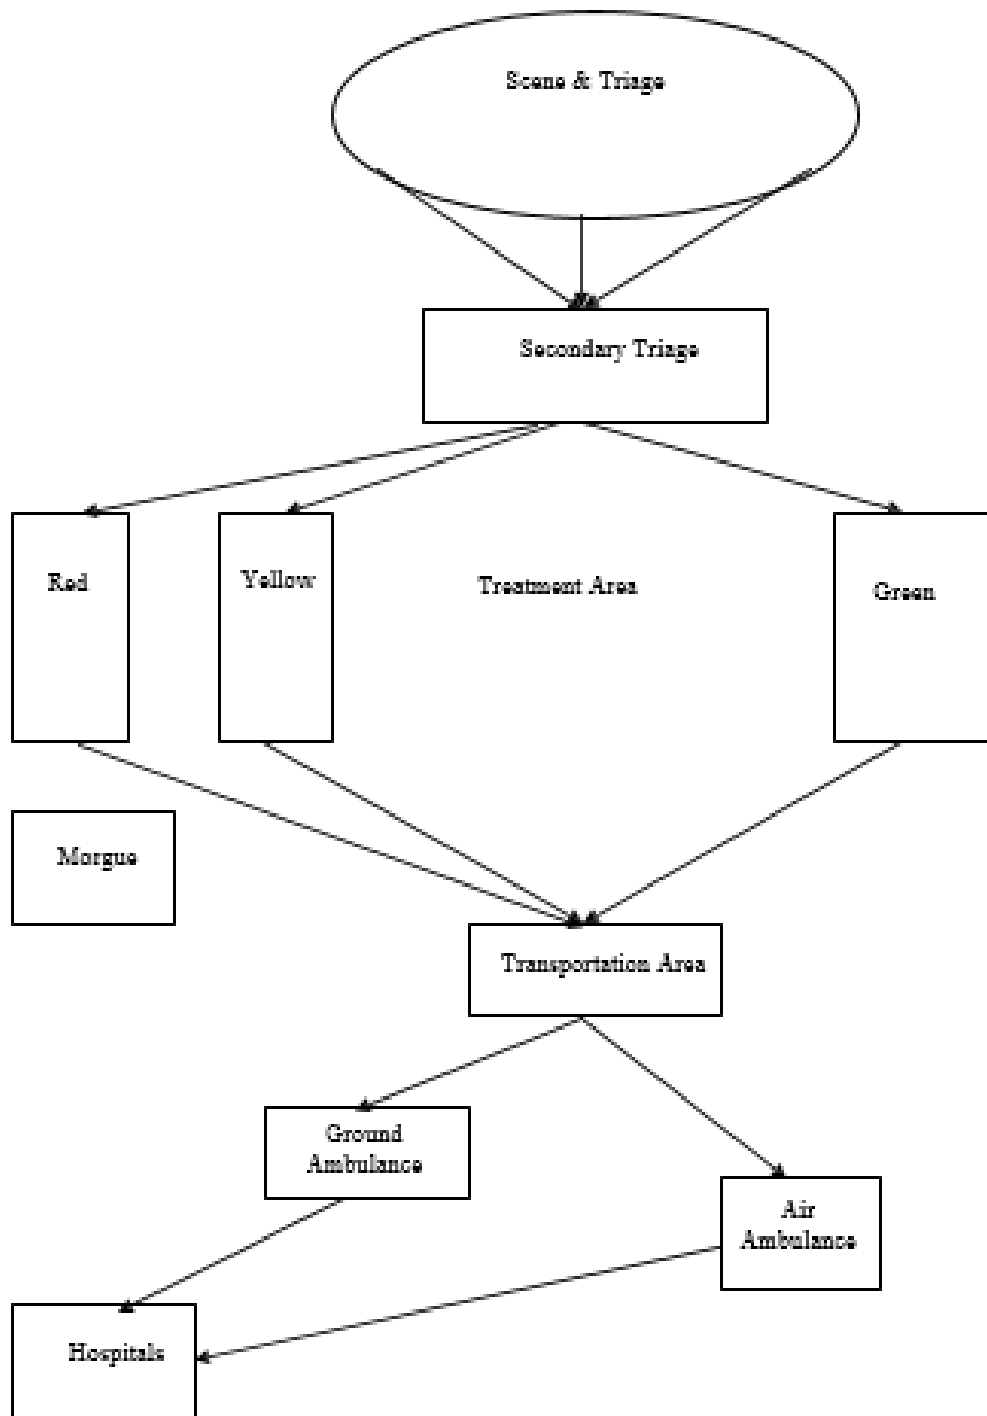 Scene & Triage
Secondary Triage
Red
Yellow
Treatment Area
Green
Morgue
Transportation Area
Ground
Ambulance
Air
Ambulance
Hospitals